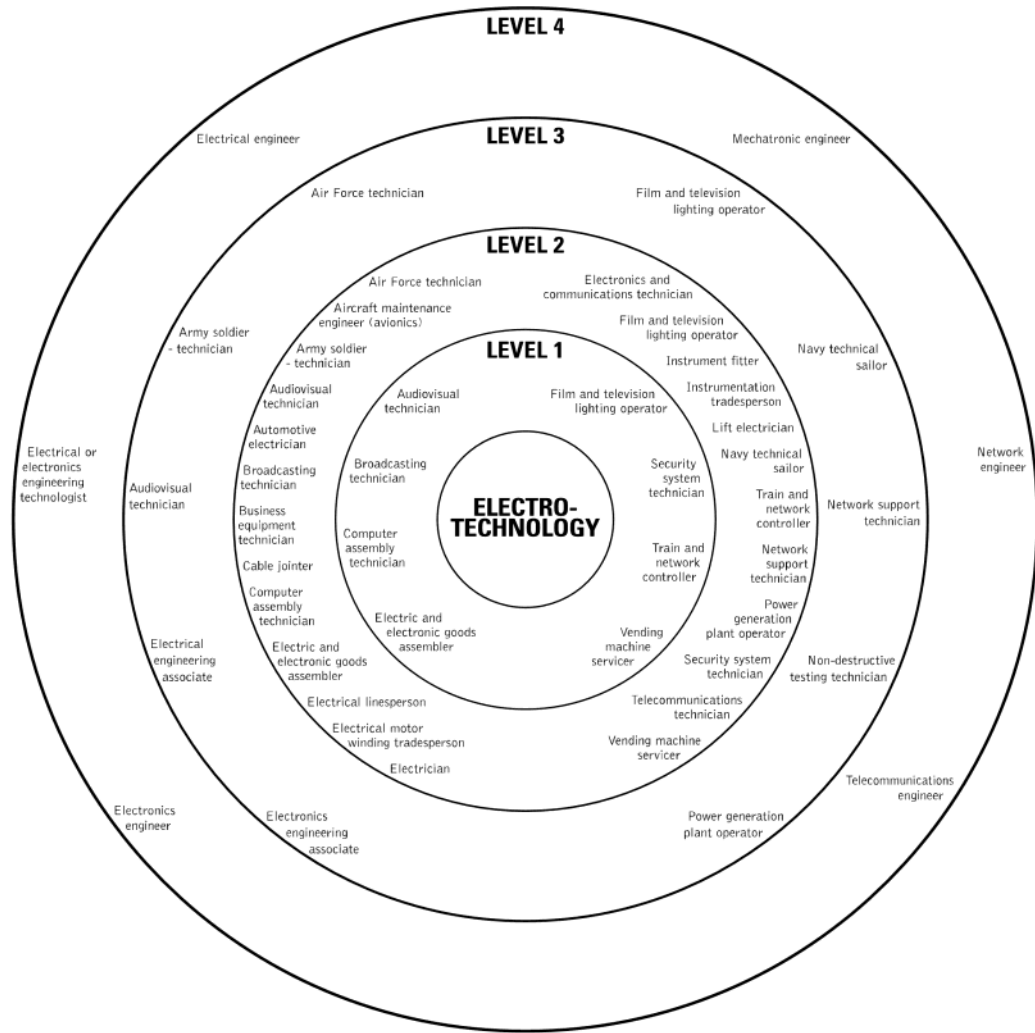 LEVEL 4
Electrical engineer
Mechatronic engineer
Electrical or
electronics
engineering
technologist
Network
engineer
Electronics
engineer
Telecommunications
engineer
LEVEL 3
Air Force technician
Film and television
lighting operator
Army soldier
- technician
Navy technical
sailor
Audiovisual
technician
Network support
technician
Electrical
engineering
associate
Non-destructive
testing technician
Electronics
engineering
associate
Power generation
plant operator
LEVEL 2
Air Force technician
Aircraft maintenance
engineer (avionics)
Army soldier
- technician
Audiovisual
technician
Automotive
electrician
Broadcasting
technician
Business
equipment
technician
Cable jointer
Computer
assembly
technician
Electric and
electronic goods
assembler
Electrical linesperson
Electrical motor
winding tradesperson
Electrician
Electronics and
communications technician
Film and television
lighting operator
Instrument fitter
Instrumentation
tradesperson
Lift electrician
Navy technical
sailor
Train and
network
controller
Network
support
technician
Power
generation
plant operator
Security system
technician
Telecommunications
technician
Vending machine
servicer
LEVEL 1
Audiovisual
technician
Broadcasting
technician
Computer
assembly
technician
Electric and
electronic goods
assembler
Film and television
lighting operator
Security
system
technician
Train and
network
controller
Vending
machine
servicer
ELECTRO-
TECHNOLOGY